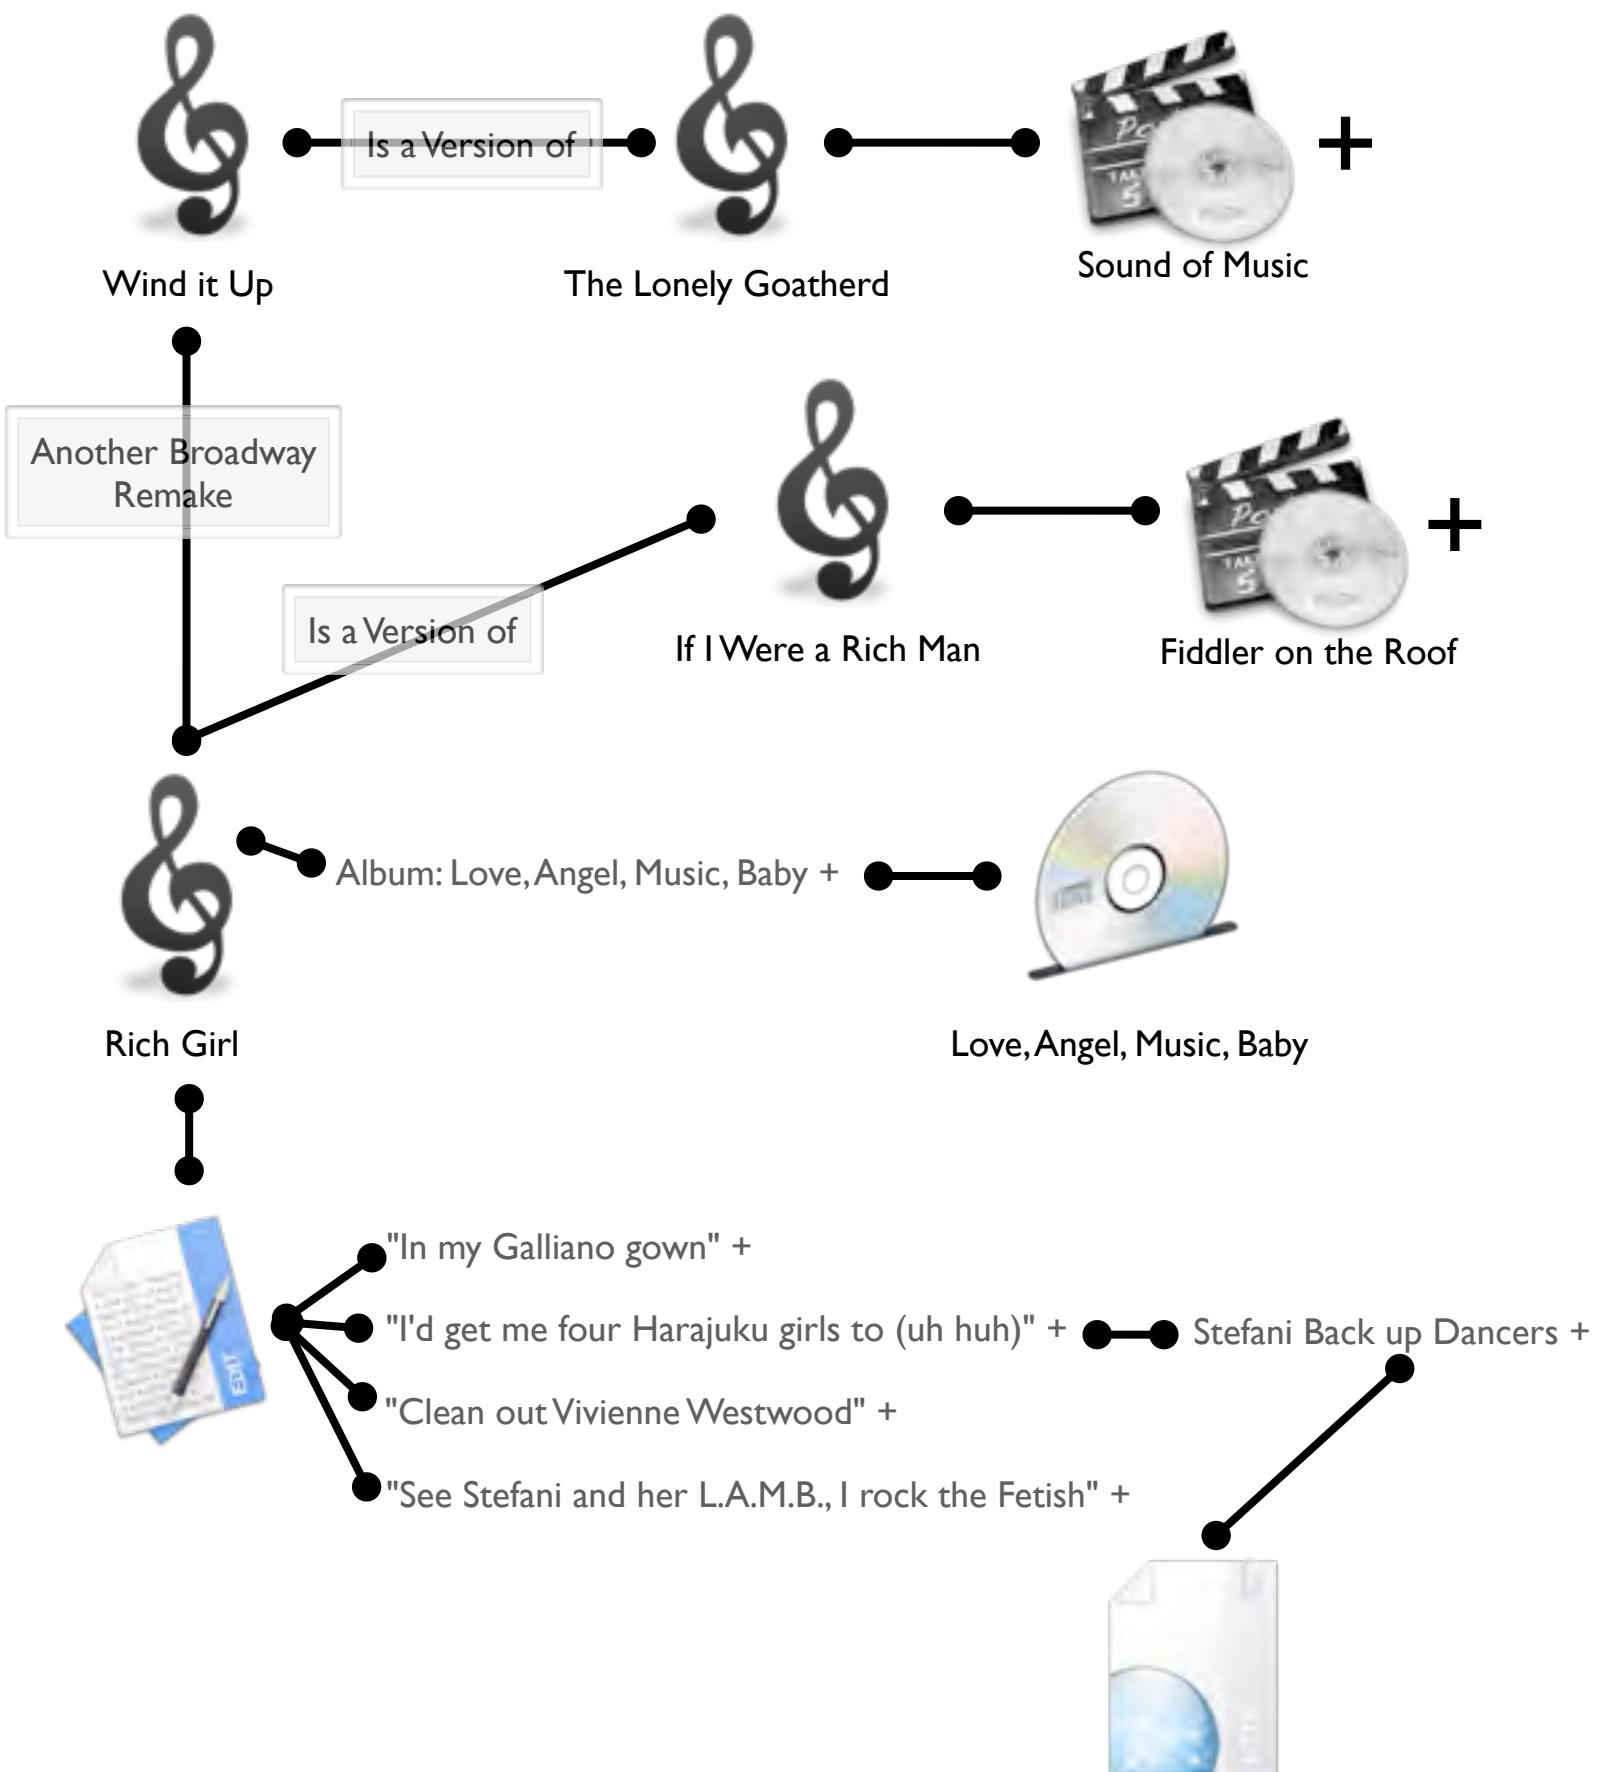 Is a Version of
Wind it Up
The Lonely Goatherd
Sound of Music
+
Another Broadway
Remake
Is a Version of
If I Were a Rich Man
Fiddler on the Roof
+
Album: Love, Angel, Music, Baby +
Rich Girl
Love, Angel, Music, Baby
EDIT
"In my Galliano gown" +
"I'd get me four Harajuku girls to (uh huh)" +
Stefani Back up Dancers +
"Clean out Vivienne Westwood" +
"See Stefani and her L.A.M.B., I rock the Fetish" +